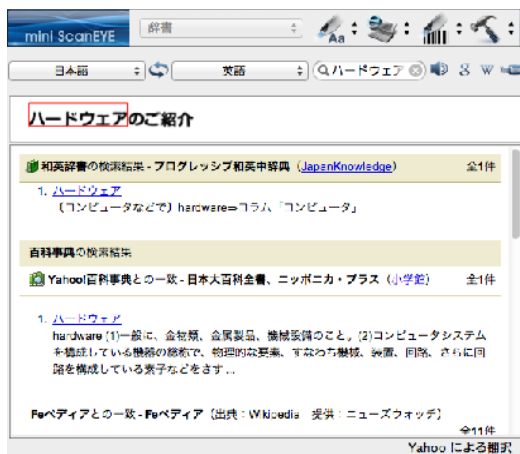 mini ScanEYE
辞書
Aa
日本語
英語
ハードウェア
8 W
ハードウェアのご紹介
和英辞書の検索結果 - プログレッシブ和英中辞典（JapanKnowledge） 全1件
1. ハードウェア
〔コンピュータなどで〕hardware⇒コラム「コンピュータ」
百科事典の検索結果
Yahoo!百科事典との一致 - 日本大百科全書、ニッポニカ・プラス（小学館） 全1件
1. ハードウェア
hardware (1)一般に、金物類、金属製品、機械設備のこと。(2)コンピュータシステム
を構成している機器の総称で、物理的な要素、すなわち機械、装置、回路、さらに回
路を構成している素子などをさす ...
Feペディアとの一致 - Feペディア（出典：Wikipedia 提供：ニューズウォッチ）
全11件
Yahoo による翻訳